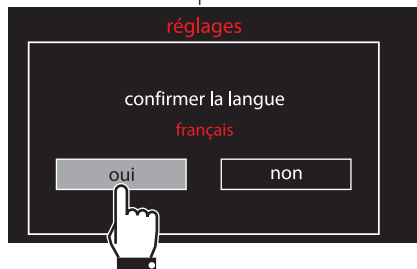 réglages
confirmer la langue
français
oui non